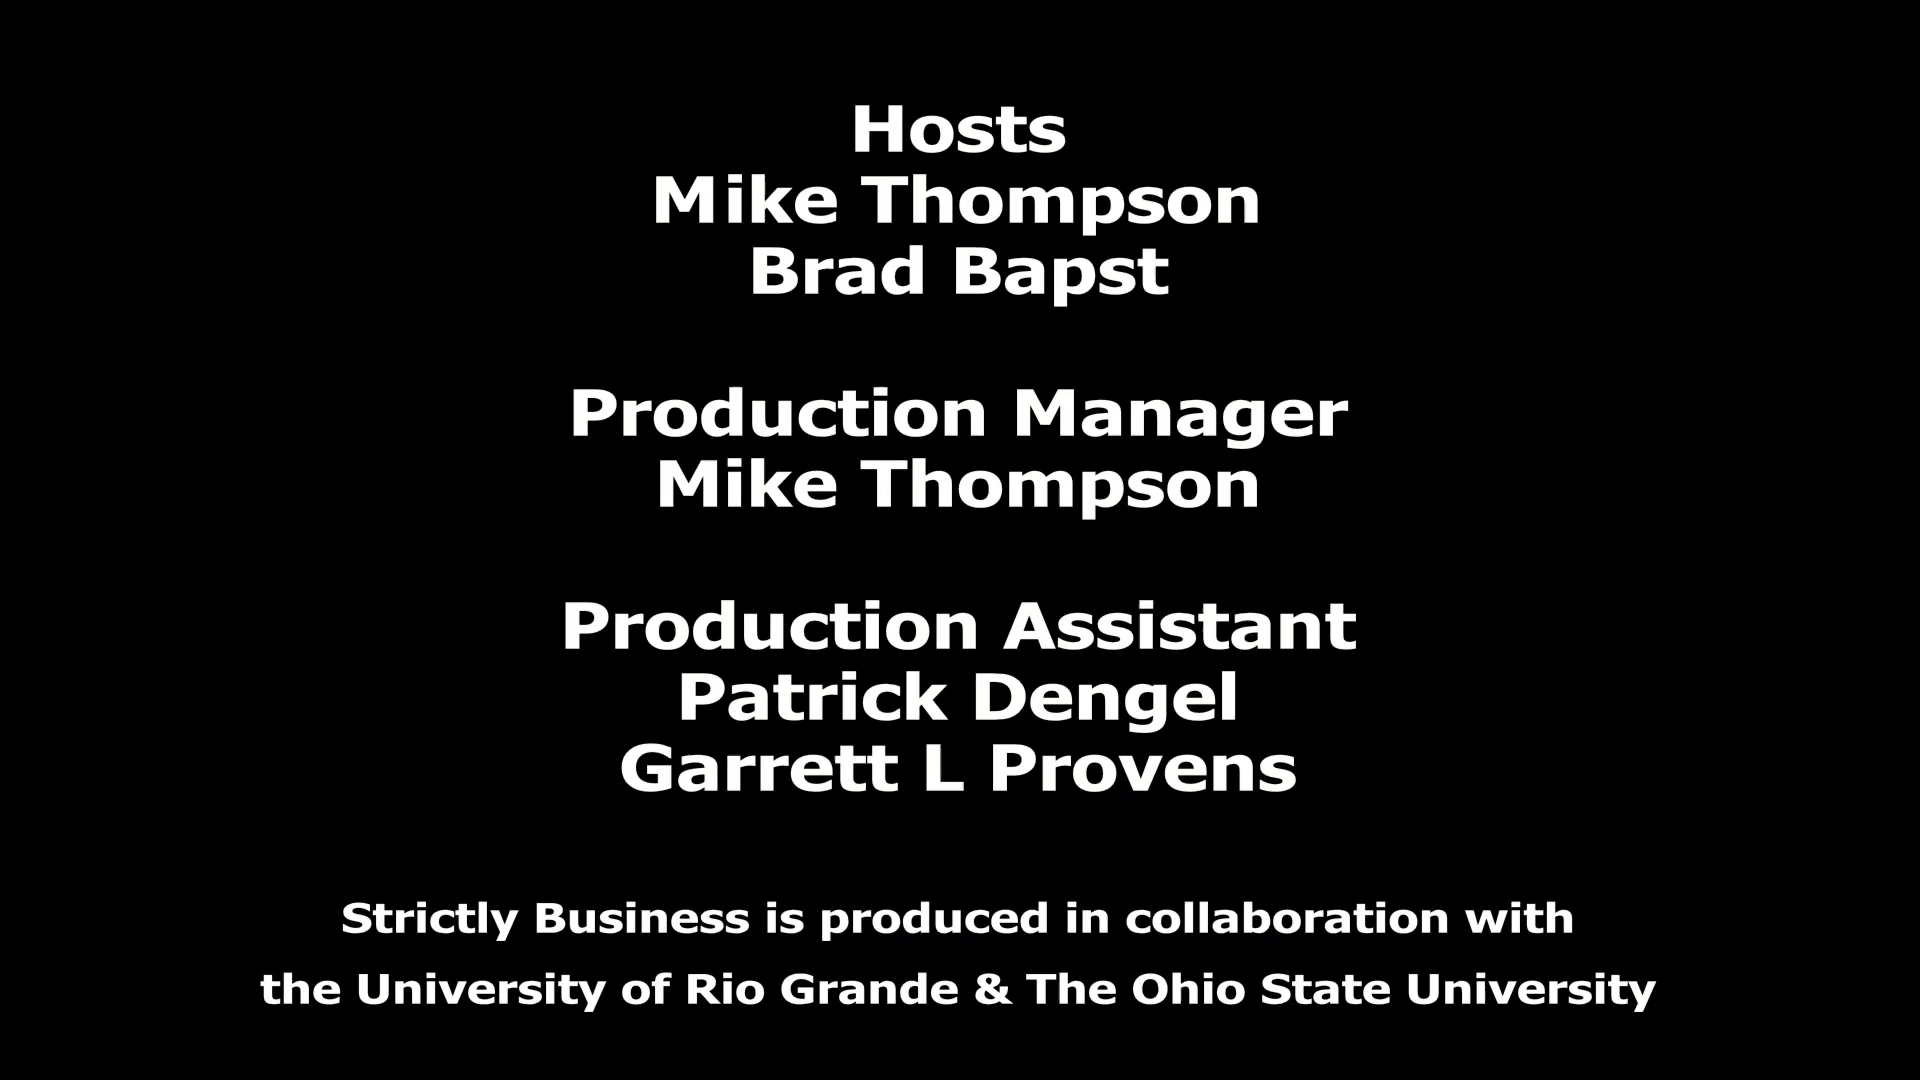 Hosts
Mike Thompson
Brad Bapst
Production Manager
Mike Thompson
Production Assistant
Patrick Dengel
Garrett L Provens
Strictly Business is produced in collaboration with
the University of Rio Grande & The Ohio State University